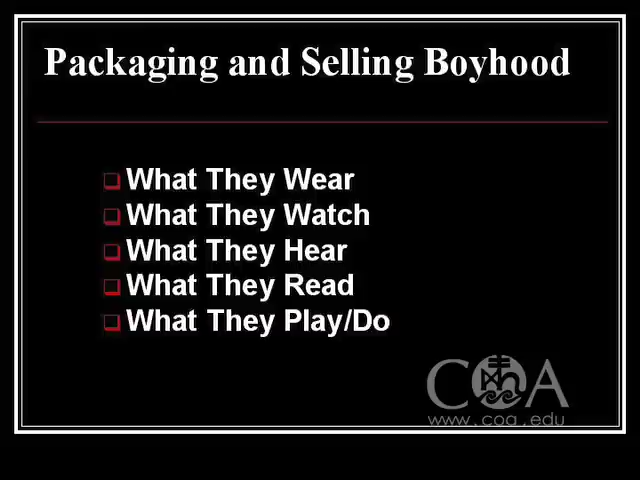 Packaging and Selling Boyhood
What They Wear
What They Watch
What They Hear
What They Read
What They Play/Do
COA
www.coa.edu